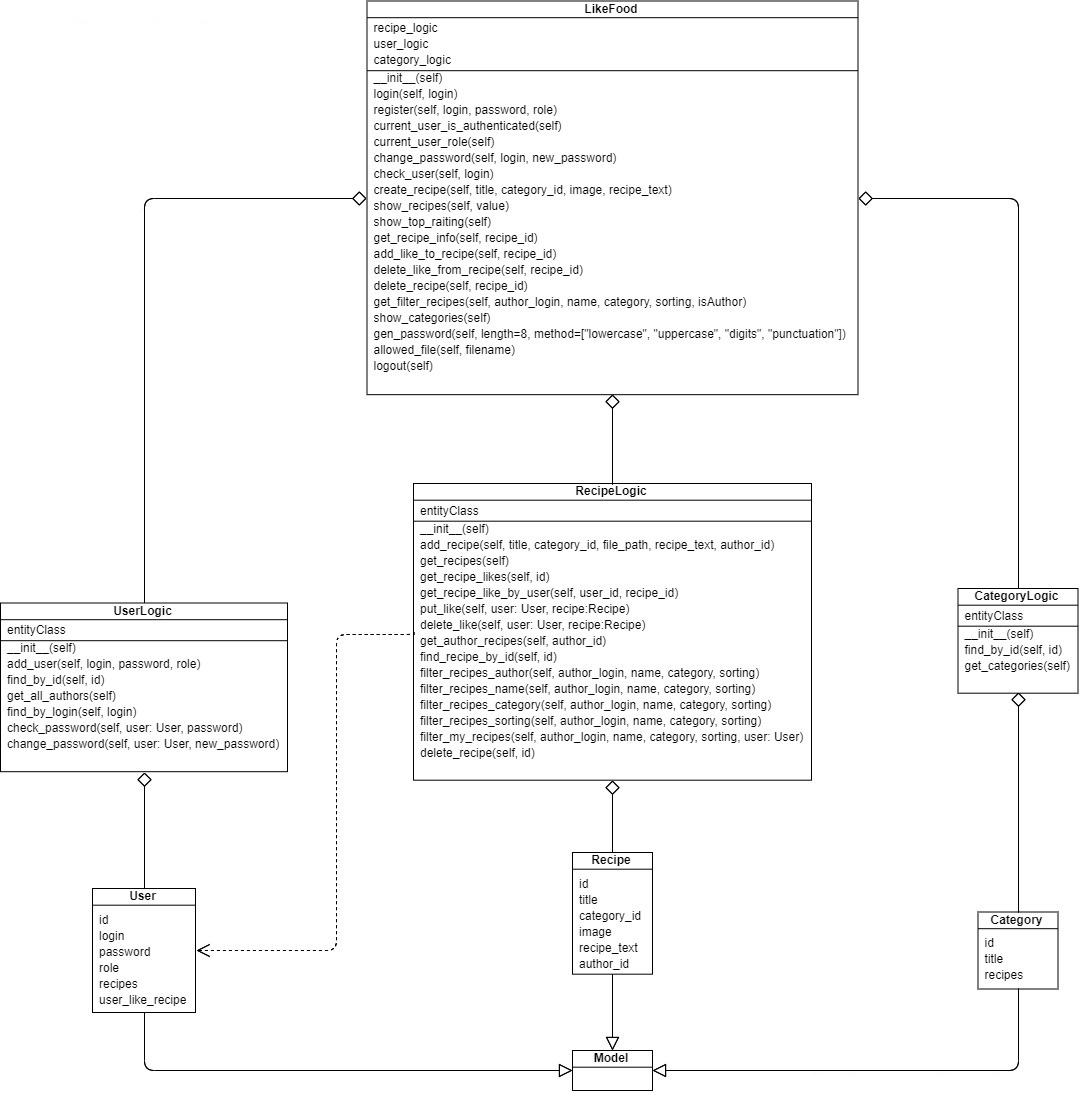 LikeFood
recipe_logic
user_logic
category_logic
__init__(self)
login(self, login)
register(self, login, password, role)
current_user_is_authenticated(self)
current_user_role(self)
change_password(self, login, new_password)
check_user(self, login)
create_recipe(self, title, category_id, image, recipe_text)
show_recipes(self, value)
show_top_raiting(self)
get_recipe_info(self, recipe_id)
add_like_to_recipe(self, recipe_id)
delete_like_from_recipe(self, recipe_id)
delete_recipe(self, recipe_id)
get_filter_recipes(self, author_login, name, category, sorting, isAuthor)
show_categories(self)
gen_password(self, length=8, method=["lowercase", "uppercase", "digits", "punctuation"])
allowed_file(self, filename)
logout(self)
RecipeLogic
entityClass
__init__(self)
add_recipe(self, title, category_id, file_path, recipe_text, author_id)
get_recipes(self)
get_recipe_likes(self, id)
get_recipe_like_by_user(self, user_id, recipe_id)
put_like(self, user: User, recipe:Recipe)
delete_like(self, user: User, recipe:Recipe)
get_author_recipes(self, author_id)
find_recipe_by_id(self, id)
filter_recipes_author(self, author_login, name, category, sorting)
filter_recipes_name(self, author_login, name, category, sorting)
filter_recipes_category(self, author_login, name, category, sorting)
filter_recipes_sorting(self, author_login, name, category, sorting)
filter_my_recipes(self, author_login, name, category, sorting, user: User)
delete_recipe(self, id)
UserLogic
entityClass
__init__(self)
add_user(self, login, password, role)
find_by_id(self, id)
get_all_authors(self)
find_by_login(self, login)
check_password(self, user: User, password)
change_password(self, user: User, new_password)
CategoryLogic
entityClass
__init__(self)
find_by_id(self, id)
get_categories(self)
User
id
login
password
role
recipes
user_like_recipe
Recipe
id
title
category_id
image
recipe_text
author_id
Category
id
title
recipes
Model